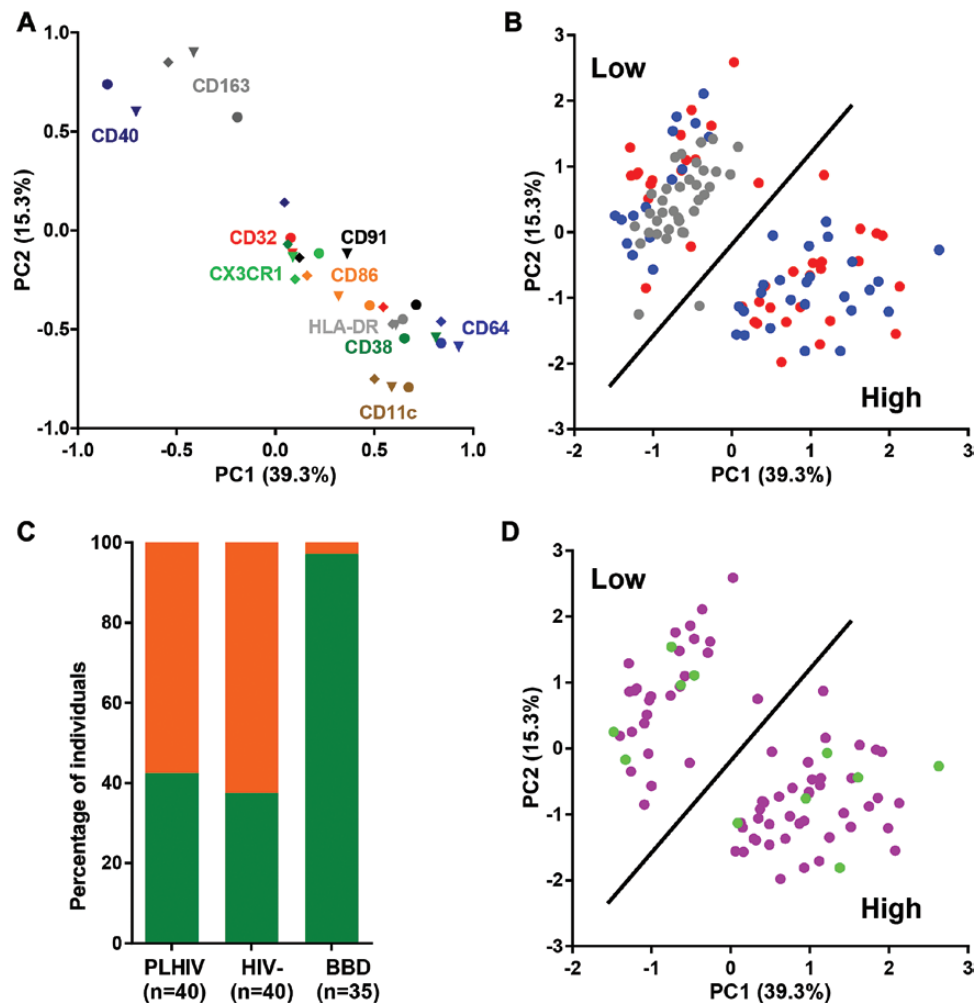 A
1.0
0.5
0.0
-0.5
-1.0
-1.0
-0.5
0.0
0.5
1.0
PC2 (15.3%)
PC1 (39.3%)
CD163
CD40
CD32
CD91
CX3CR1
CD86
HLA-DR
CD64
CD38
CD11c
B
3
2
1
0
-1
-2
-3
-2
-1
0
1
2
3
PC2 (15.3%)
PC1 (39.3%)
Low
High
C
100
80
60
40
20
0
Percentage of individuals
PLHIV HIV- BBD
(n=40) (n=40) (n=35)
D
3
2
1
0
-1
-2
-3
-2
-1
0
1
2
3
PC2 (15.3%)
PC1 (39.3%)
Low
High